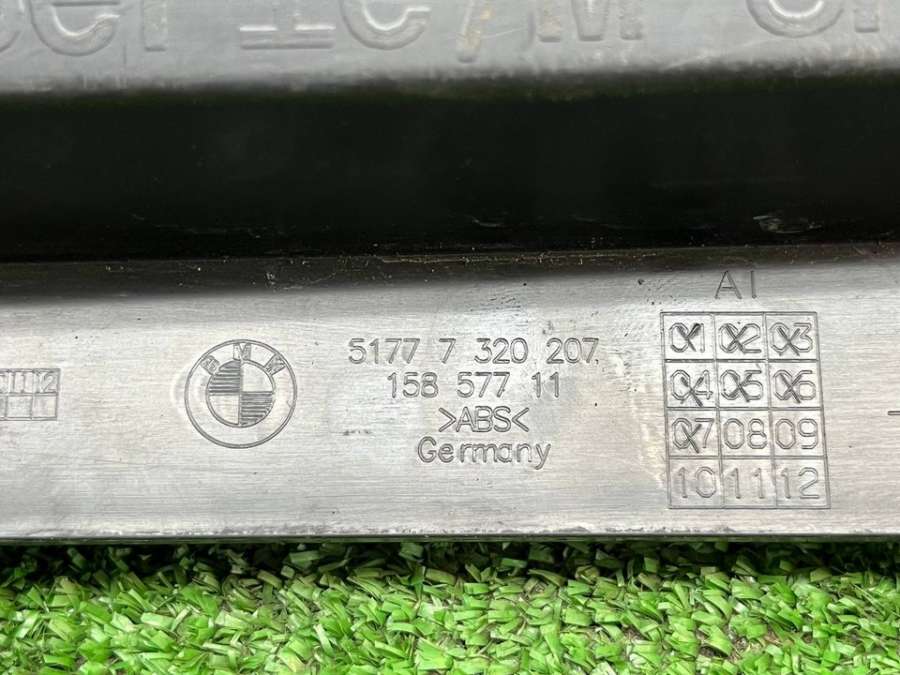 BMW
5177 7 320 207
158 577 11
>ABS<
Germany
AI
01 02 03
04 05 06
07 08 09
10 11 12